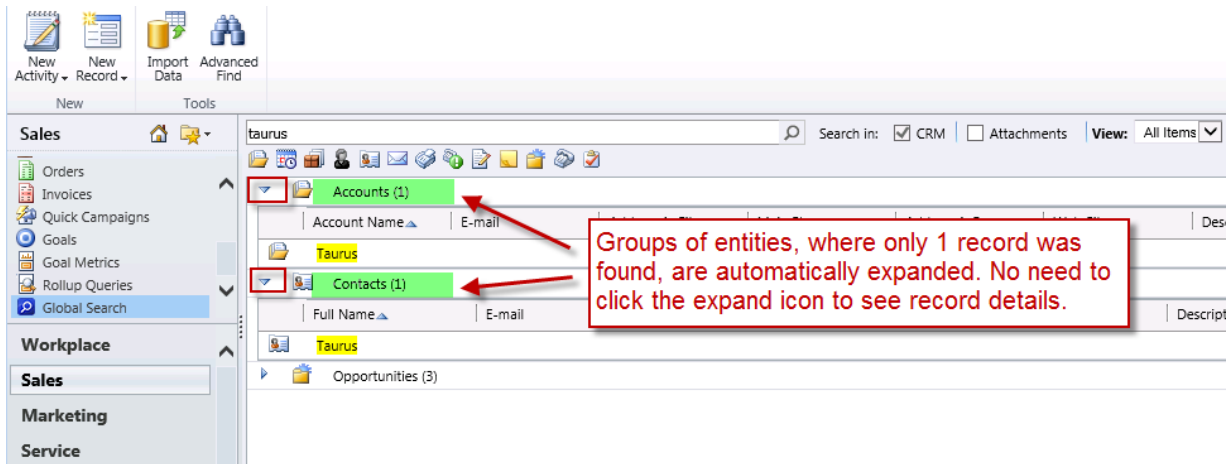 New Activity New Record Import Data Advanced Find
New Tools
Sales
taurus Search in: CRM Attachments View: All Items
Orders
Invoices
Quick Campaigns
Goals
Goal Metrics
Rollup Queries
Global Search
Workplace
Sales
Marketing
Service
Accounts (1)
Account Name E-mail
Taurus
Contacts (1)
Full Name E-mail
Taurus
Opportunities (3)
Groups of entities, where only 1 record was
found, are automatically expanded. No need to
click the expand icon to see record details.